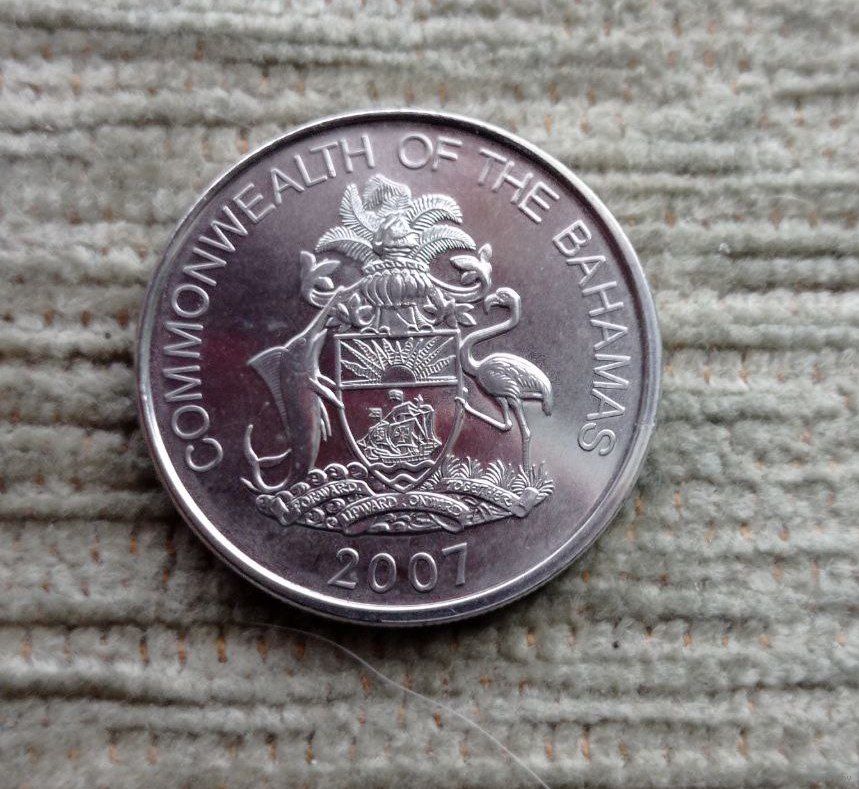 COMMONWEALTH OF THE BAHAMAS
FORWARD UPWARD ONWARD TOGETHER
2007